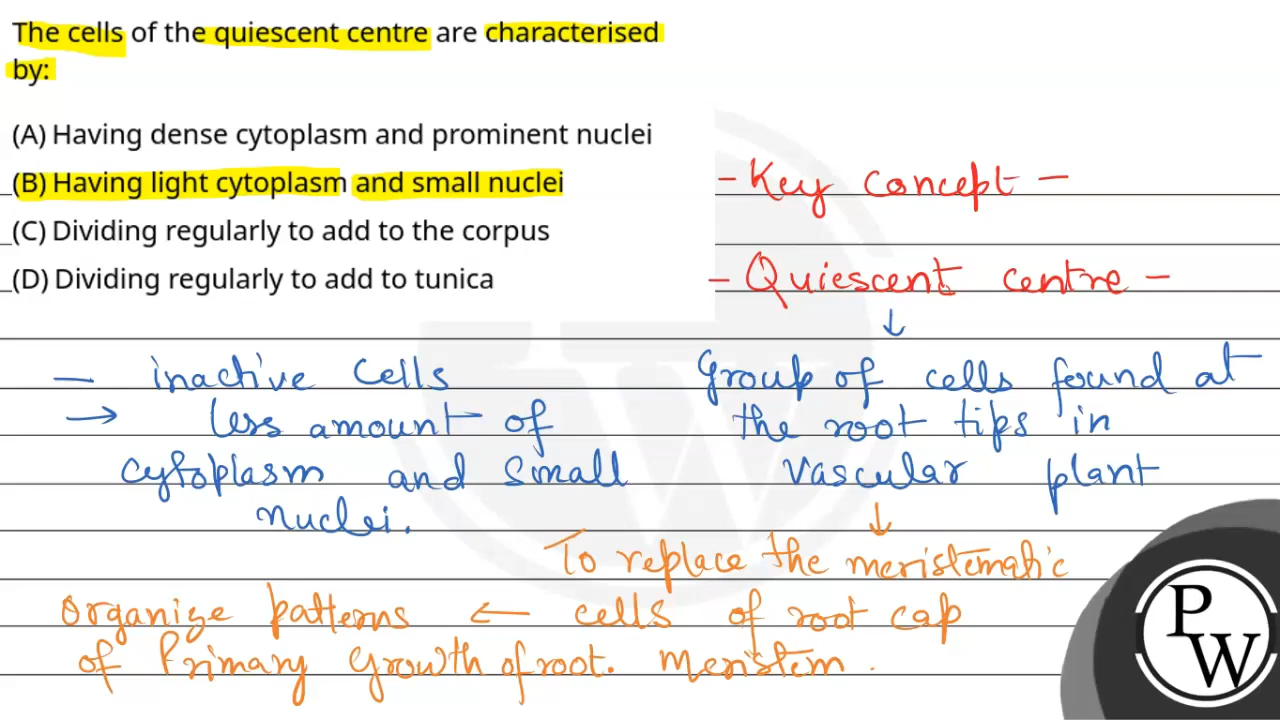 The cells of the quiescent centre are characterised
by:
(A) Having dense cytoplasm and prominent nuclei
(B) Having light cytoplasm and small nuclei
(C) Dividing regularly to add to the corpus
(D) Dividing regularly to add to tunica
- Key concept -
- Quiescent centre -
↓
Group of cells found at
the root tips in
vascular plant
↓
To replace the meristematic
cells of root cap
Meristem.
←
organize patterns
of Primary Growth of root.
- inactive cells
→ less amount of
cytoplasm and small
nuclei.
P
W